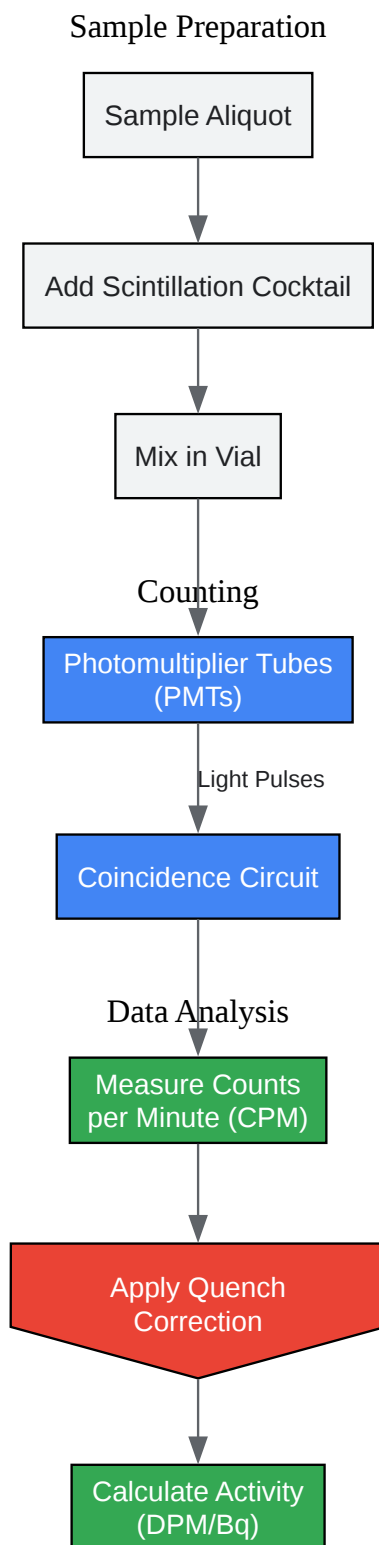 Sample Preparation
Sample Aliquot
Add Scintillation Cocktail
Mix in Vial
Counting
Photomultiplier Tubes
(PMTs)
Light Pulses
Coincidence Circuit
Data Analysis
Measure Counts
per Minute (CPM)
Apply Quench
Correction
Calculate Activity
(DPM/Bq)